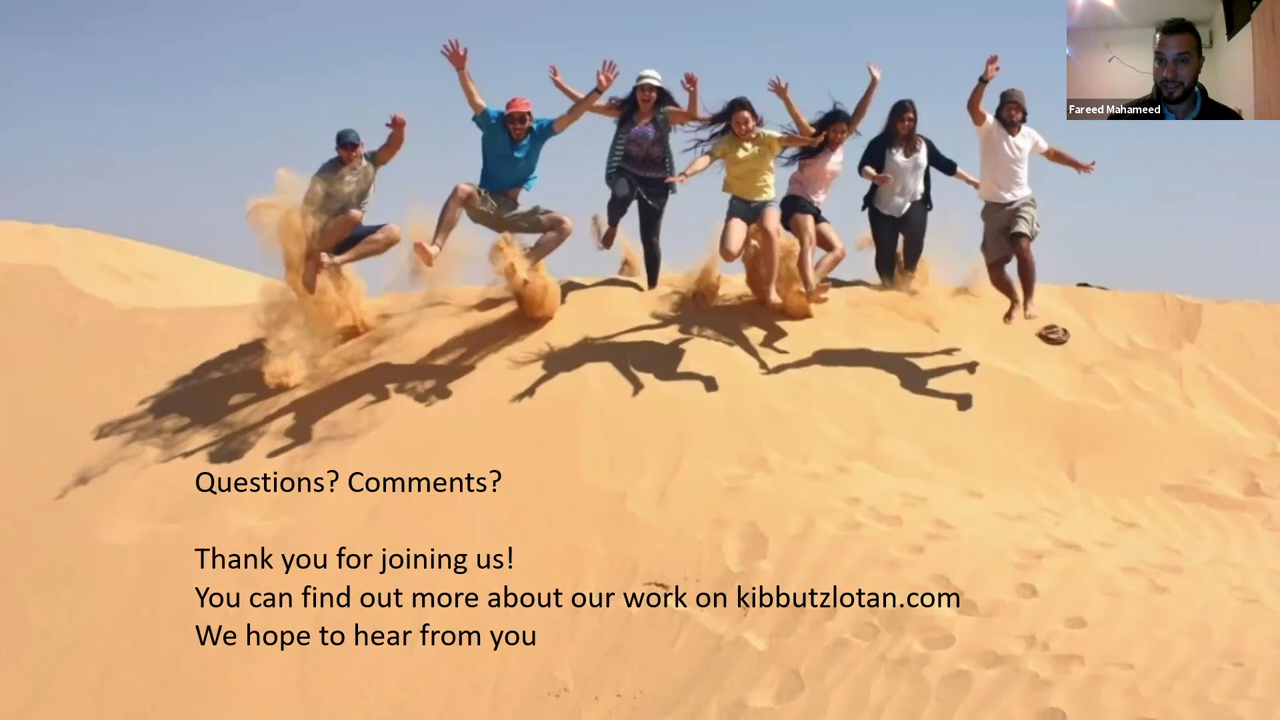 Fareed Mahameed
Questions? Comments?
Thank you for joining us!
You can find out more about our work on kibbutzlotan.com
We hope to hear from you